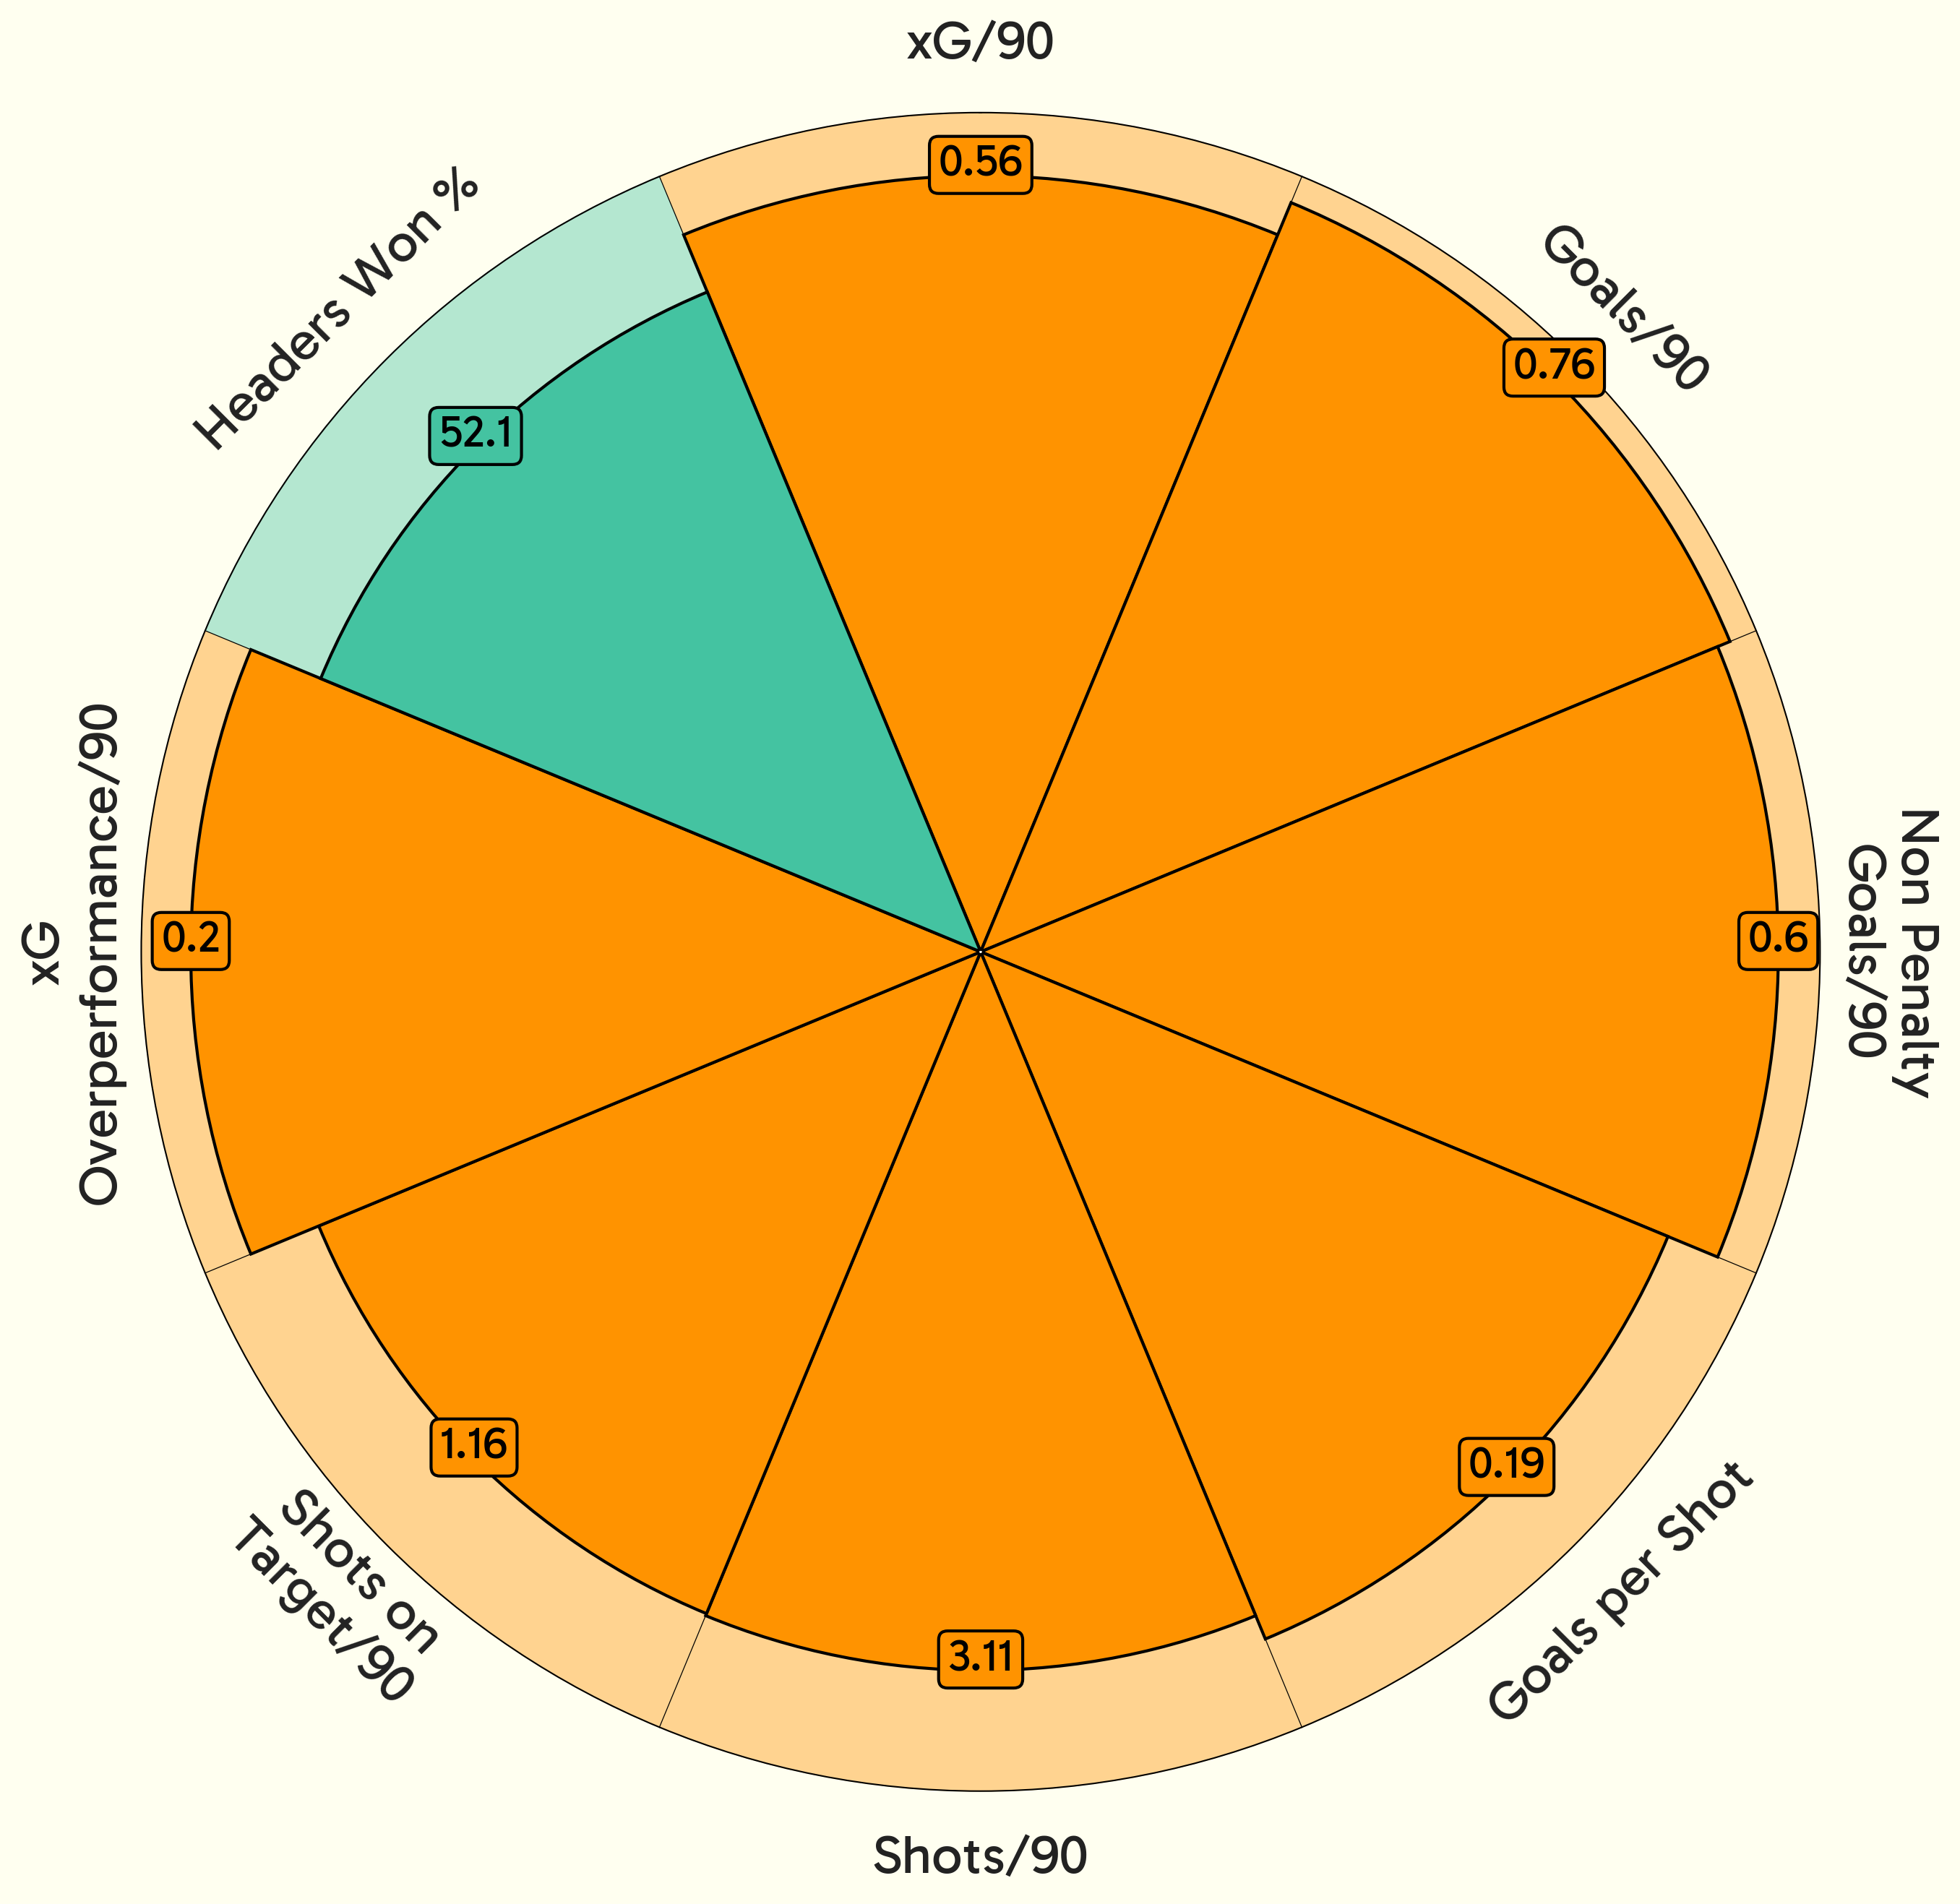 xG/90
0.56
Goals/90
0.76
Non Penalty
Goals/90
0.6
Goals per Shot
0.19
Shots/90
3.11
Shots on
Target/90
1.16
xG
Overperformance/90
0.2
Headers Won %
52.1